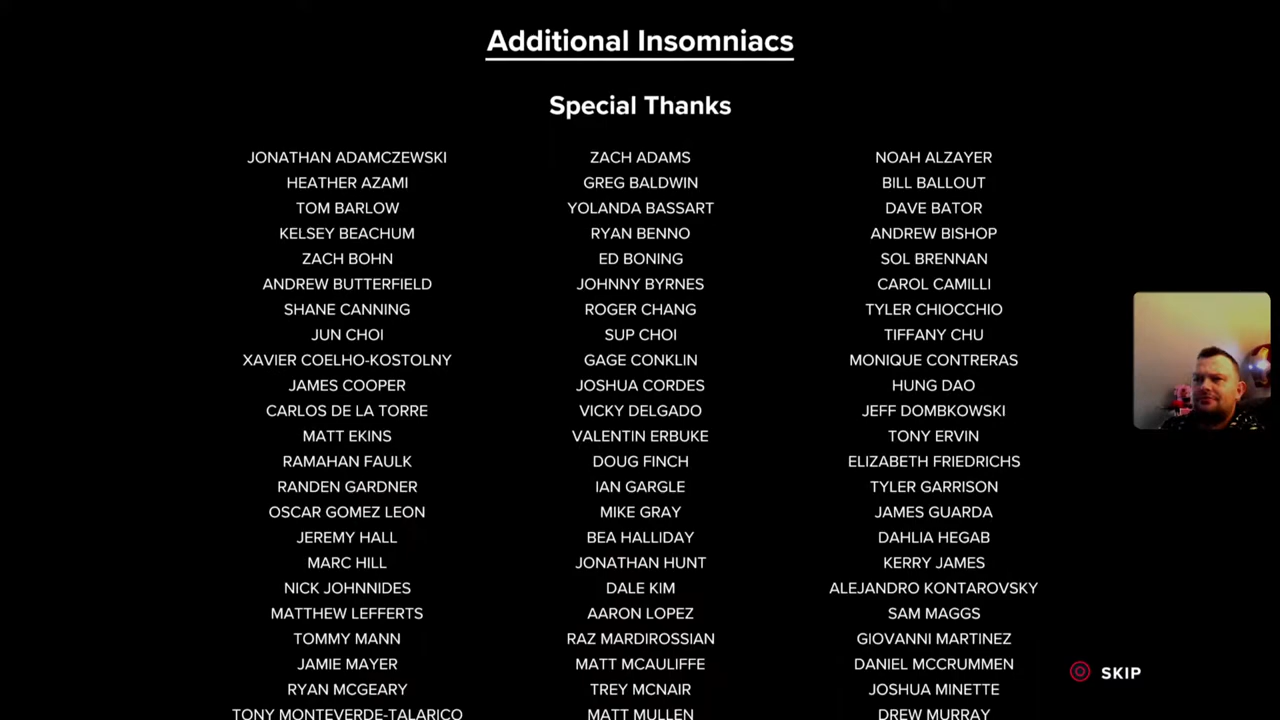 Additional Insomniacs
Special Thanks
JONATHAN ADAMCZEWSKI ZACH ADAMS NOAH ALZAYER
HEATHER AZAMI GREG BALDWIN BILL BALLOUT
TOM BARLOW YOLANDA BASSART DAVE BATOR
KELSEY BEACHUM RYAN BENNO ANDREW BISHOP
ZACH BOHN ED BONING SOL BRENNAN
ANDREW BUTTERFIELD JOHNNY BYRNES CAROL CAMILLI
SHANE CANNING ROGER CHANG TYLER CHIOCCHIO
JUN CHOI SUP CHOI TIFFANY CHU
XAVIER COELHO-KOSTOLNY GAGE CONKLIN MONIQUE CONTRERAS
JAMES COOPER JOSHUA CORDES HUNG DAO
CARLOS DE LA TORRE VICKY DELGADO JEFF DOMBKOWSKI
MATT EKINS VALENTIN ERBUKE TONY ERVIN
RAMAHAN FAULK DOUG FINCH ELIZABETH FRIEDRICHS
RANDEN GARDNER IAN GARGLE TYLER GARRISON
OSCAR GOMEZ LEON MIKE GRAY JAMES GUARDA
JEREMY HALL BEA HALLIDAY DAHLIA HEGAB
MARC HILL JONATHAN HUNT KERRY JAMES
NICK JOHNNIDES DALE KIM ALEJANDRO KONTAROVSKY
MATTHEW LEFFERTS AARON LOPEZ SAM MAGGS
TOMMY MANN RAZ MARDIROSSIAN GIOVANNI MARTINEZ
JAMIE MAYER MATT MCAULIFFE DANIEL MCCRUMMEN
SKIP
RYAN MCGEARY TREY MCNAIR JOSHUA MINETTE
TONY MONTEVERDE-TALARICO MATT MULLEN DREW MURRAY